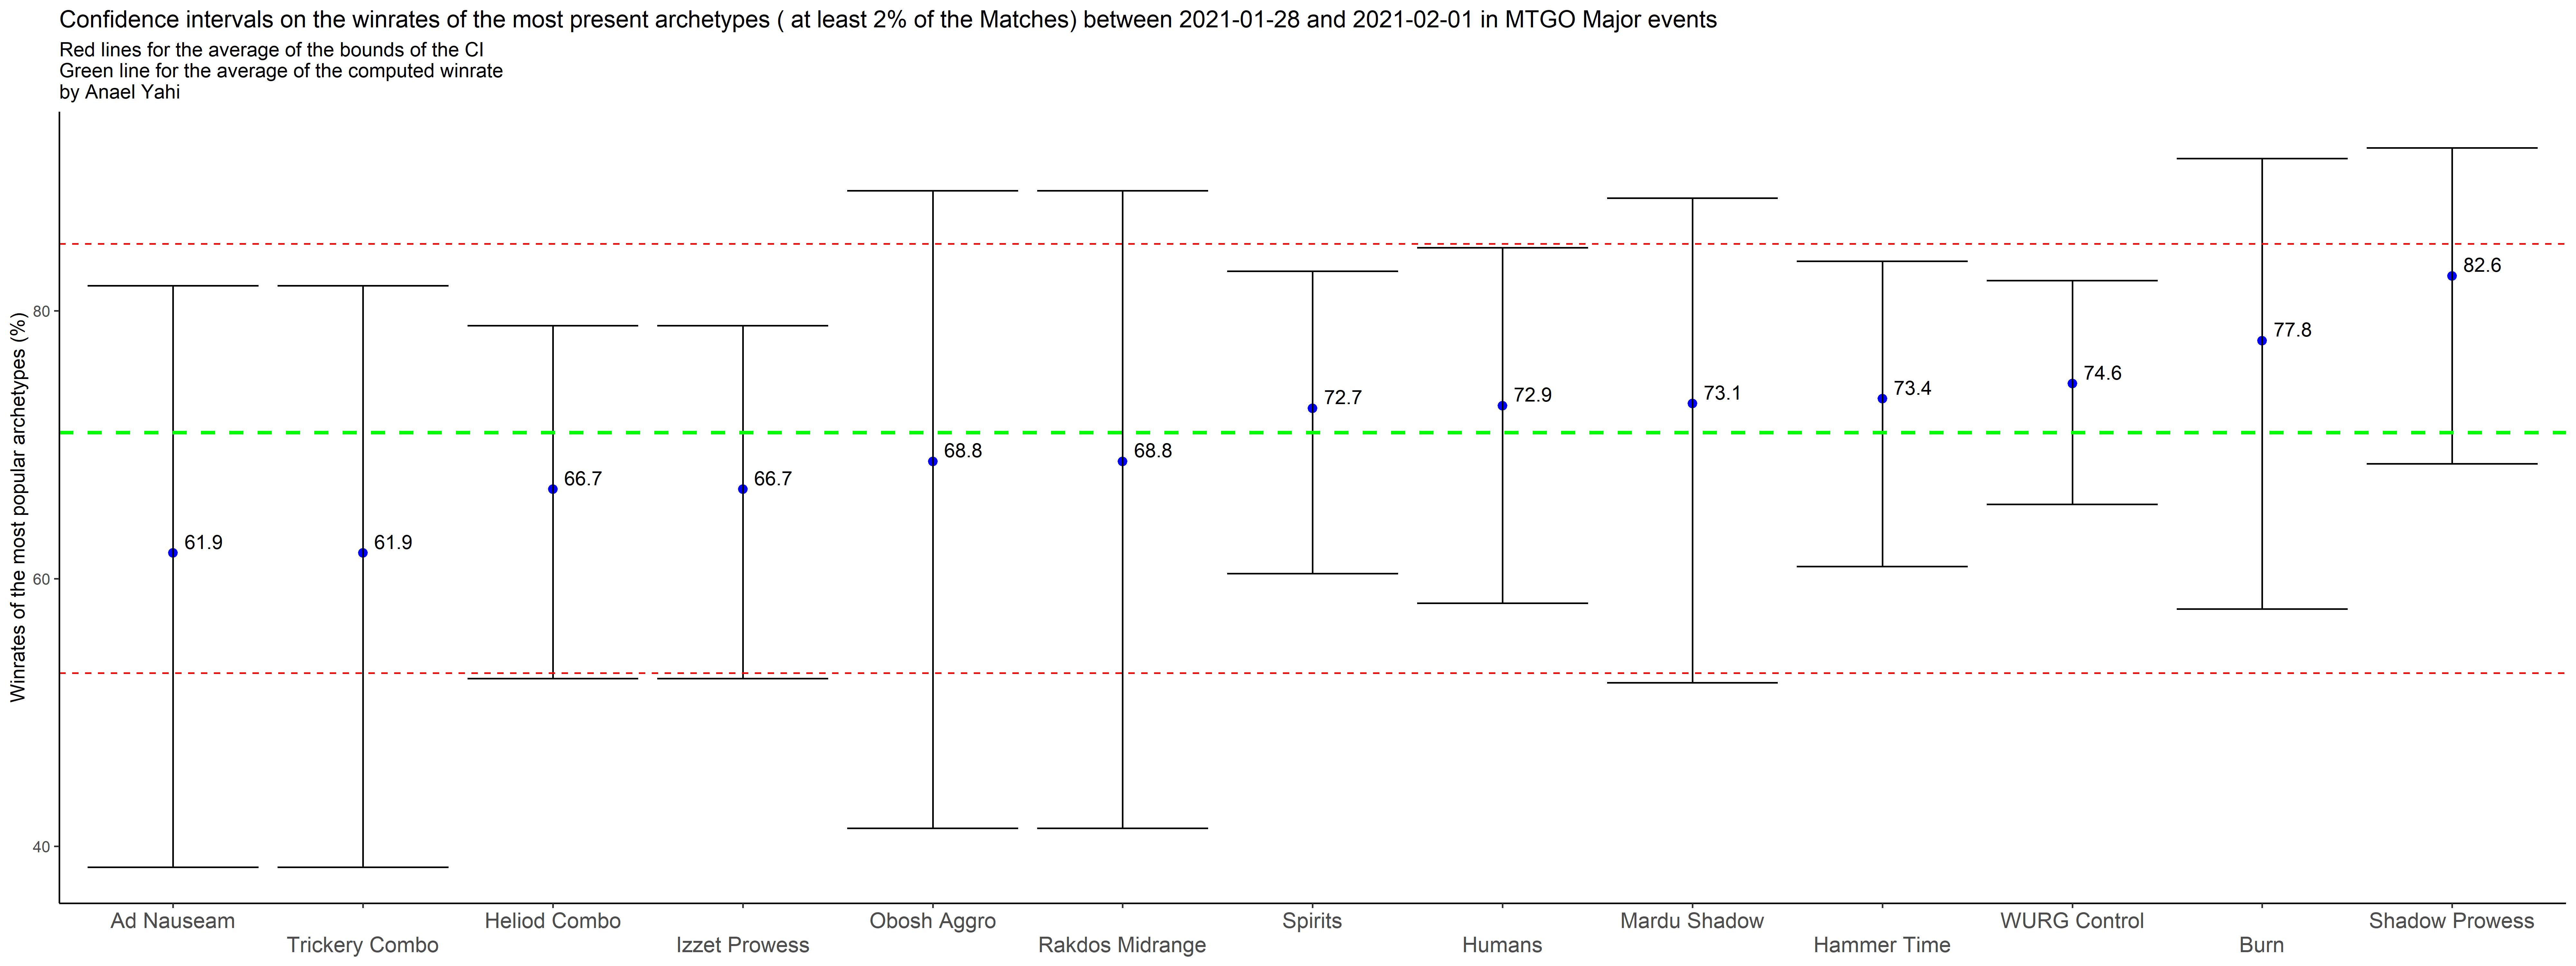 Confidence intervals on the winrates of the most present archetypes ( at least 2% of the Matches) between 2021-01-28 and 2021-02-01 in MTGO Major events
Red lines for the average of the bounds of the CI
Green line for the average of the computed winrate
by Anael Yahi
Winrates of the most popular archetypes (%)
80
60
40
61.9
61.9
66.7
66.7
68.8
68.8
72.7
72.9
73.1
73.4
74.6
77.8
82.6
Ad Nauseam
Trickery Combo
Heliod Combo
Izzet Prowess
Obosh Aggro
Rakdos Midrange
Spirits
Humans
Mardu Shadow
Hammer Time
WURG Control
Burn
Shadow Prowess